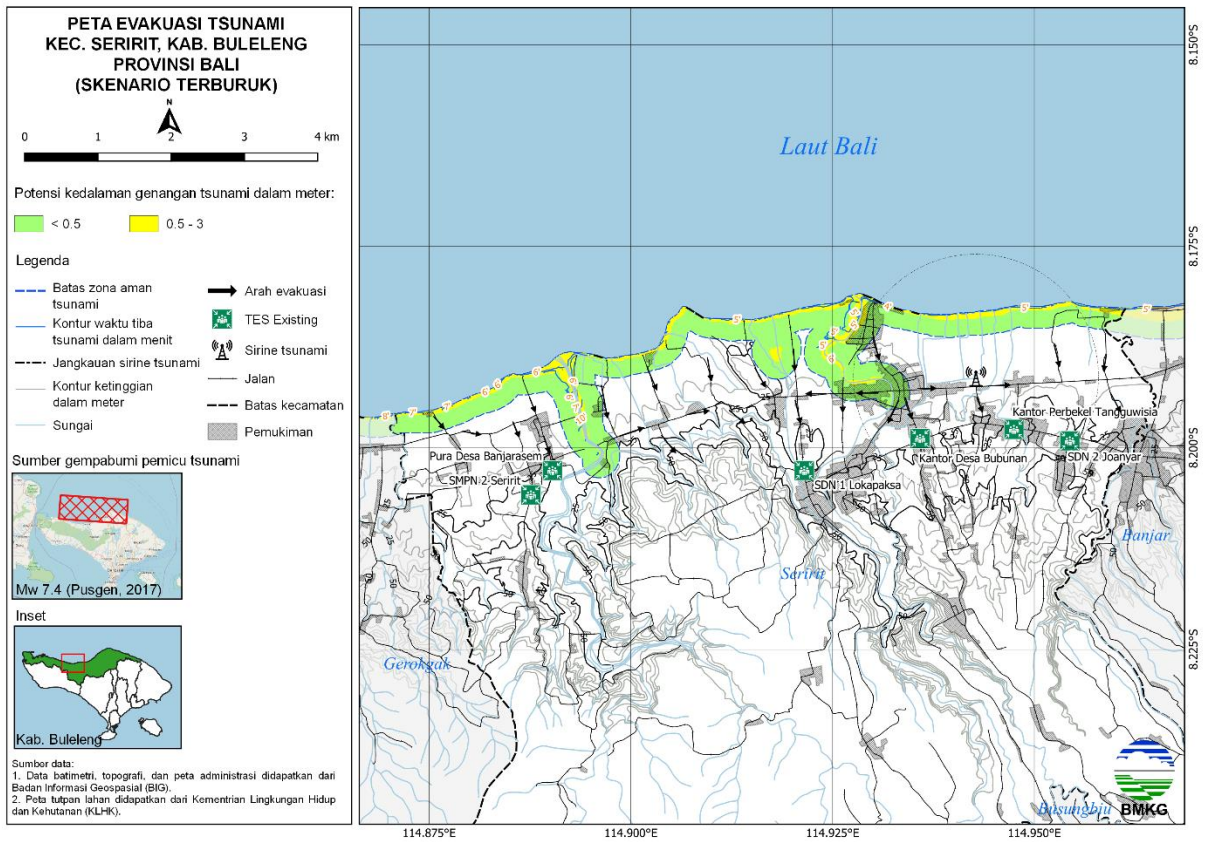 PETA EVAKUASI TSUNAMI
KEC. SERIRIT, KAB. BULELENG
PROVINSI BALI
(SKENARIO TERBURUK)
N
0 1 2 3 4 km
Potensi kedalaman genangan tsunami dalam meter:
< 0.5 0.5 - 3
Legenda
Batas zona aman
tsunami
Kontur waktu tiba
tsunami dalam menit
Jangkauan sirine tsunami
Kontur ketinggian
dalam meter
Sungai
Arah evakuasi
TES Existing
Sirine tsunami
Jalan
Batas kecamatan
Pemukiman
Sumber gempabumi pemicu tsunami
Mw 7.4 (Pusgen, 2017)
Inset
Kab. Buleleng
Sumber data:
1. Data batimetri, topografi, dan peta administrasi didapatkan dari
Badan Informasi Geospasial (BIG).
2. Peta tutpan lahan didapatkan dari Kementrian Lingkungan Hidup
dan Kehutanan (KLHK).
Laut Bali
8.150°S
8.175°S
8.200°S
8.225°S
Kantor Perbekel Tangguwisia
Pura Desa Banjarasem
Kantor Desa Bubunan
SDN 2 Joanyar
SMPN 2 Seririt
SDN 1 Lokapaksa
Banjar
Seririt
Gerokgak
Busungbiu
BMKG
114.875°E 114.900°E 114.925°E 114.950°E